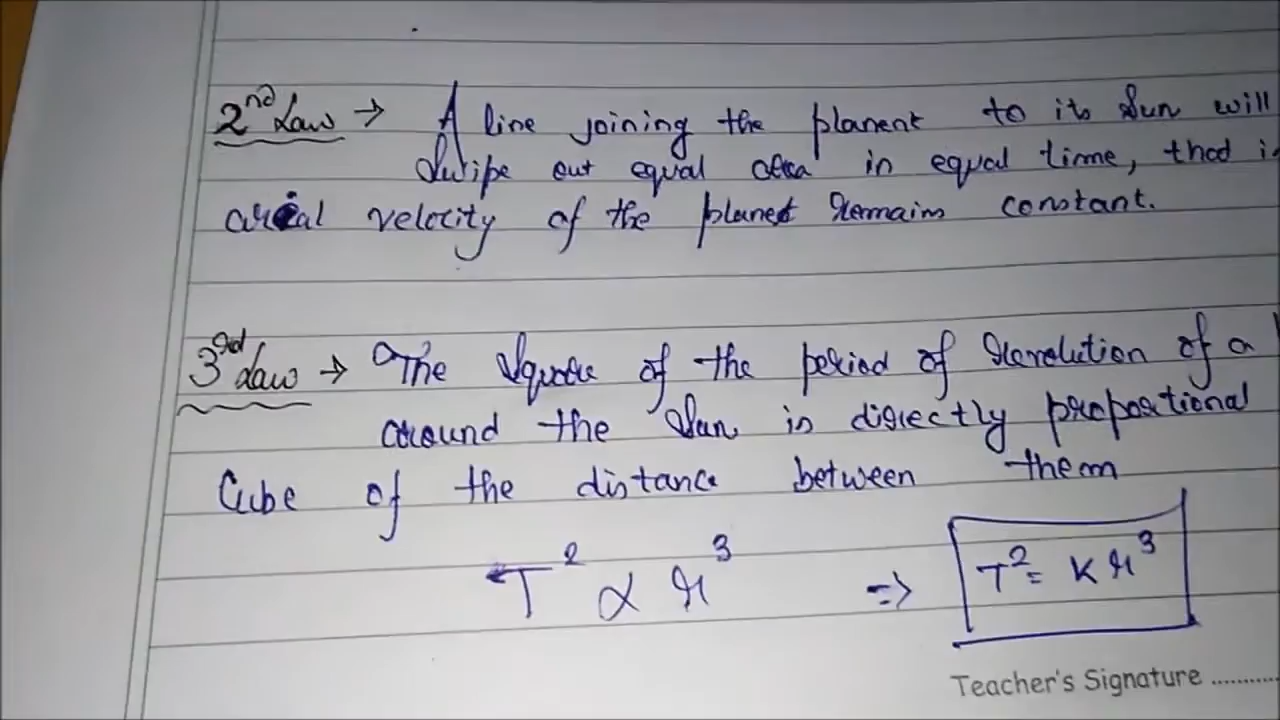 2nd Law → A line joining the planent to its Sun will
Swipe out equal area in equal time, that is
areal velocity of the planet remain constant.
3rd Law → The Square of the period of revolution of a
around the Sun is directly proportional
Cube of the distance between them
T² ∝ r³ ⇒ T² = K r³
Teacher's Signature ...........